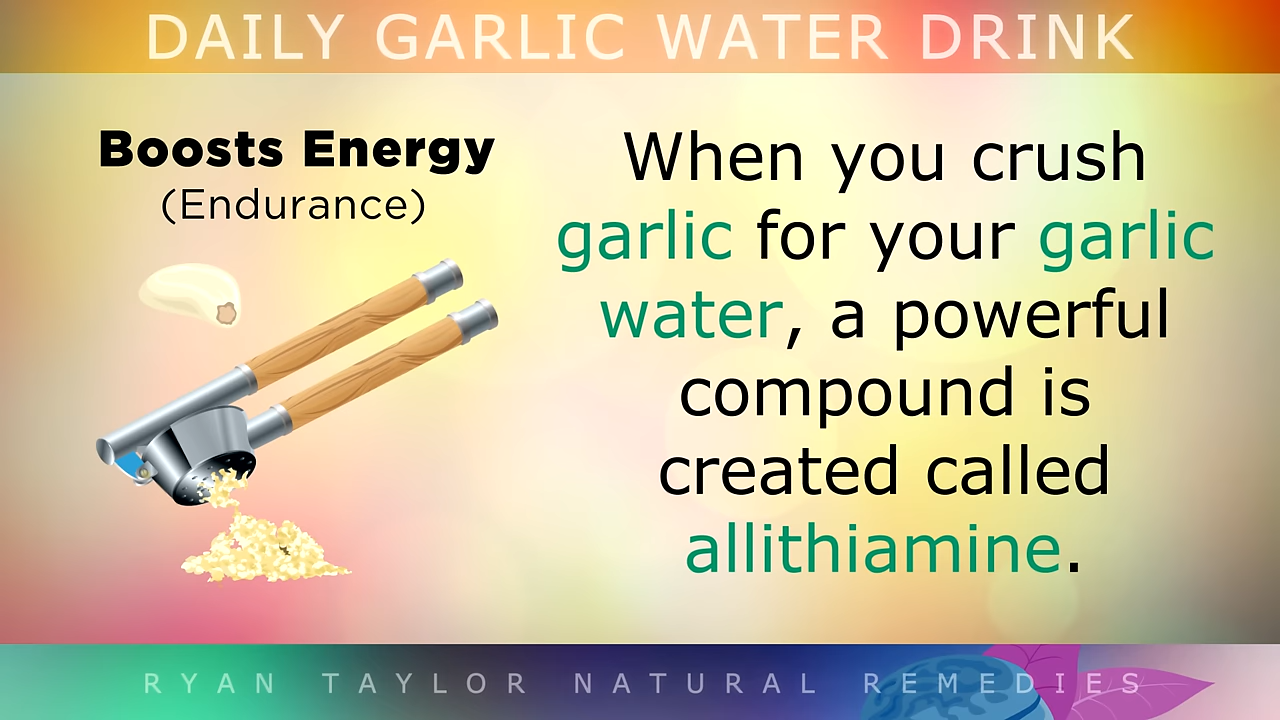 DAILY GARLIC WATER DRINK
Boosts Energy
(Endurance)
When you crush
garlic for your garlic
water, a powerful
compound is
created called
allithiamine.
RYAN TAYLOR NATURAL REMEDIES